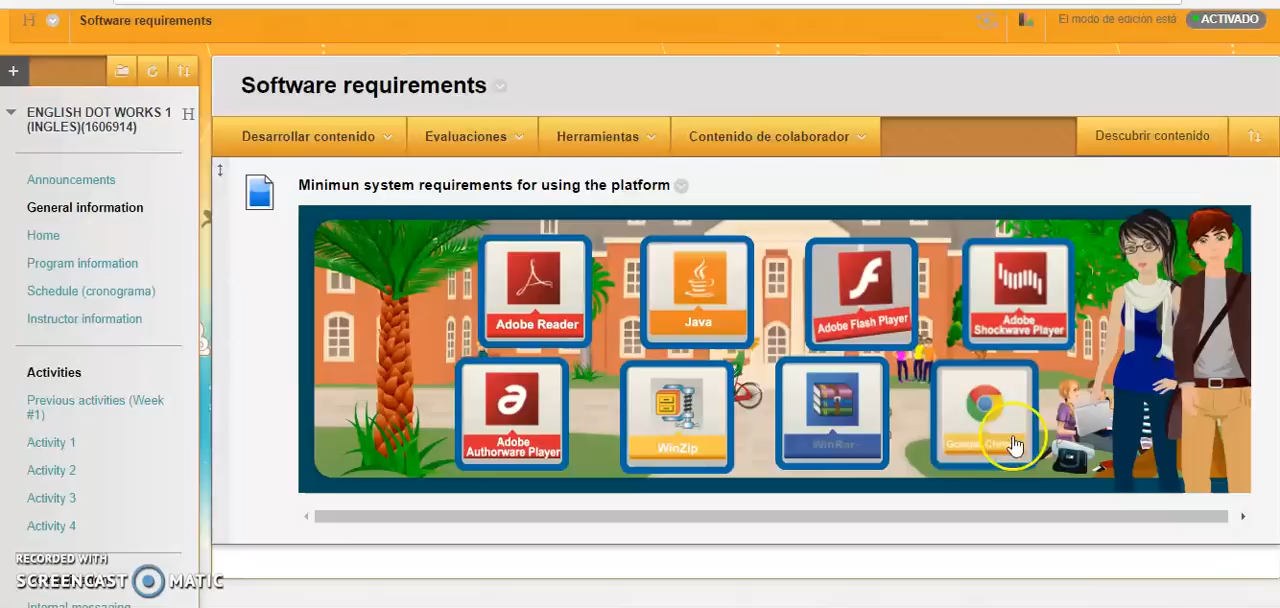 Software requirements
El modo de edición está
ACTIVADO
ENGLISH DOT WORKS 1
(INGLES)(1606914)
Announcements
General information
Home
Program information
Schedule (cronograma)
Instructor information
Activities
Previous activities (Week
#1)
Activity 1
Activity 2
Activity 3
Activity 4
Internal messaging
Software requirements
Desarrollar contenido
Evaluaciones
Herramientas
Contenido de colaborador
Descubrir contenido
Minimun system requirements for using the platform
Adobe Reader
Java
Adobe Flash Player
Adobe
Shockwave Player
Adobe
Authorware Player
WinZip
WinRar
RECORDED WITH
SCREENCAST MATIC